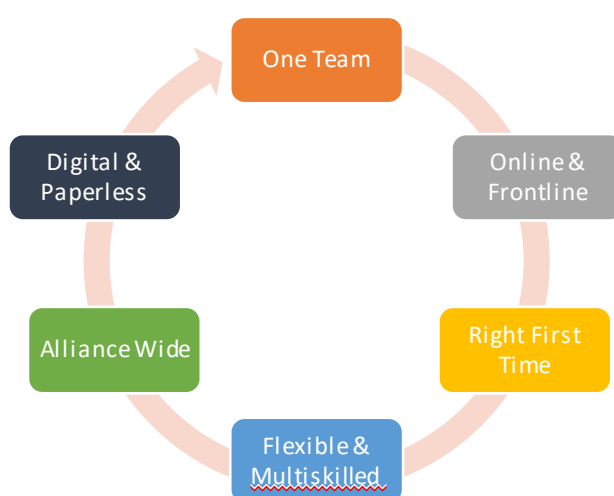 One Team
Online &
Frontline
Right First
Time
Flexible &
Multiskilled
Alliance Wide
Digital &
Paperless